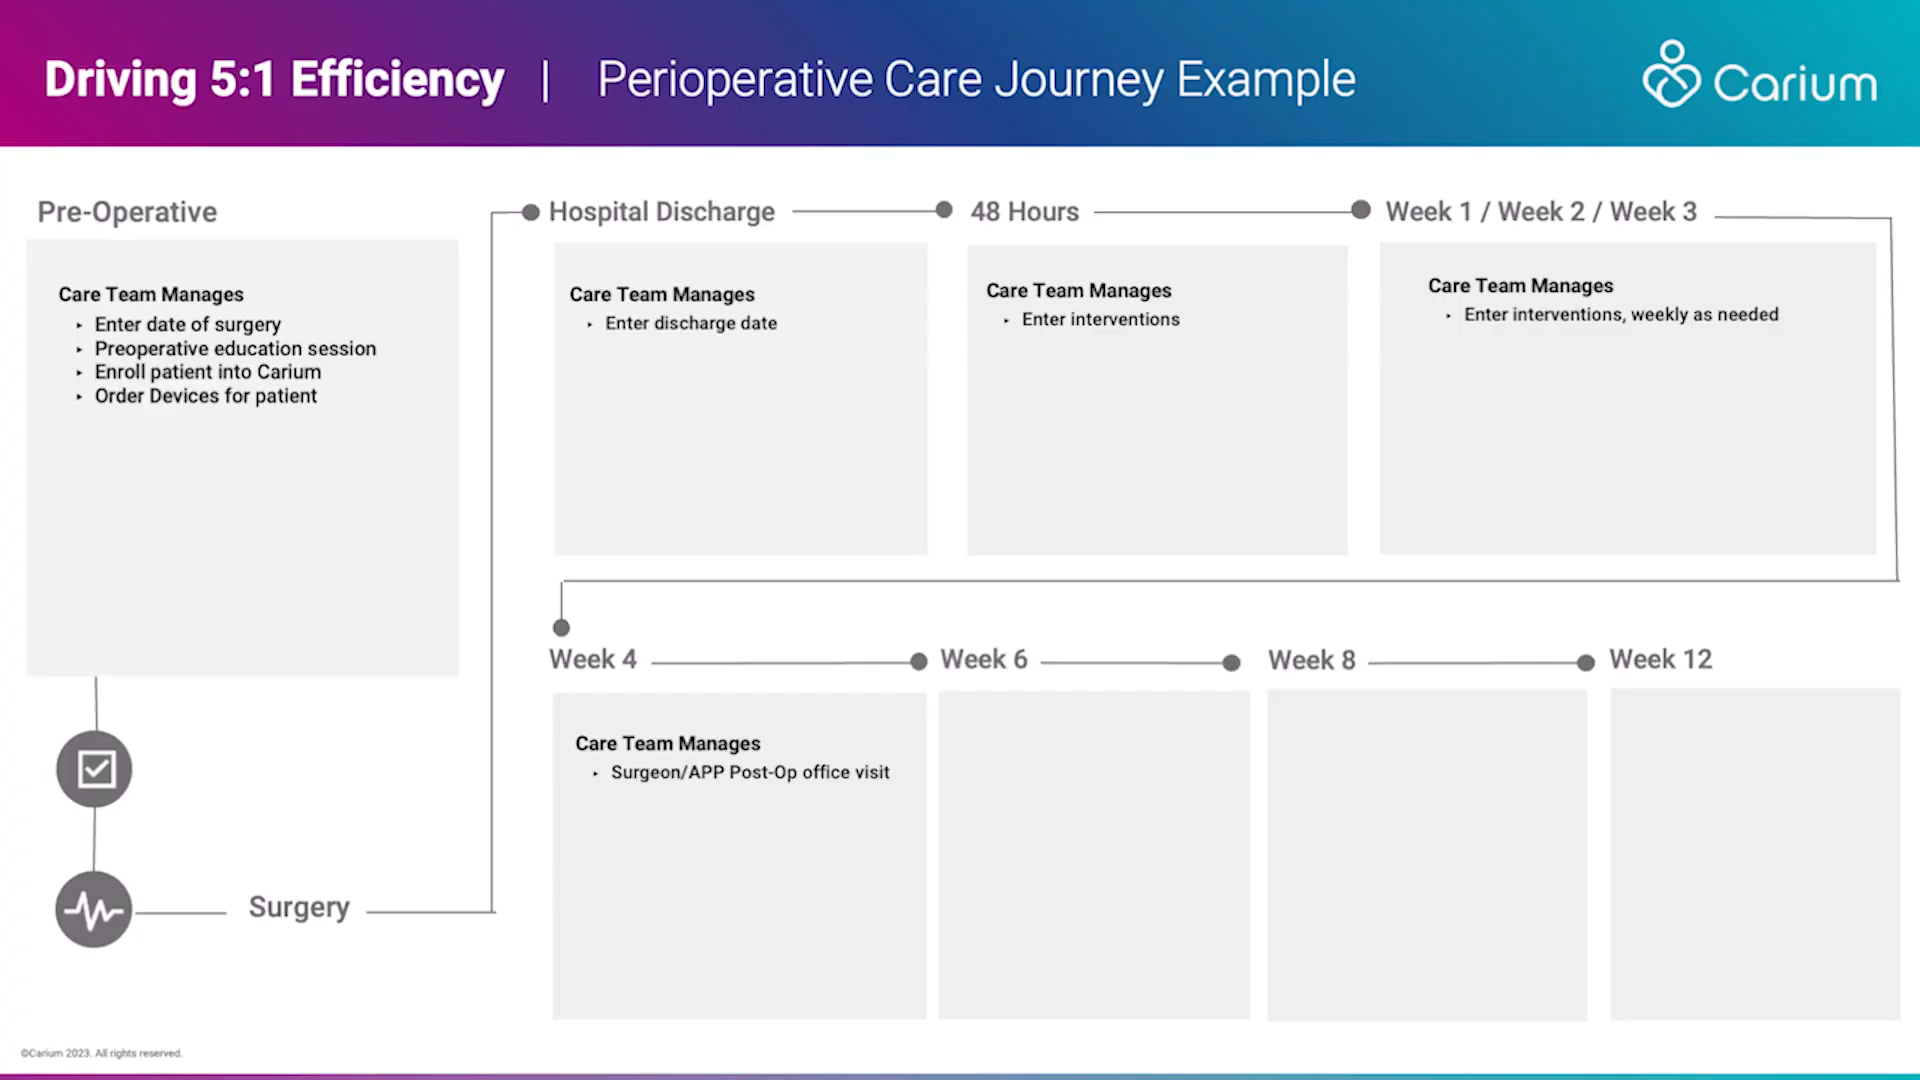 Driving 5:1 Efficiency | Perioperative Care Journey Example
Carium
Pre-Operative
Care Team Manages
‣ Enter date of surgery
‣ Preoperative education session
‣ Enroll patient into Carium
‣ Order Devices for patient
Surgery
Hospital Discharge
Care Team Manages
‣ Enter discharge date
48 Hours
Care Team Manages
‣ Enter interventions
Week 1 / Week 2 / Week 3
Care Team Manages
‣ Enter interventions, weekly as needed
Week 4
Care Team Manages
‣ Surgeon/APP Post-Op office visit
Week 6
Week 8
Week 12
©Carium 2023. All rights reserved.